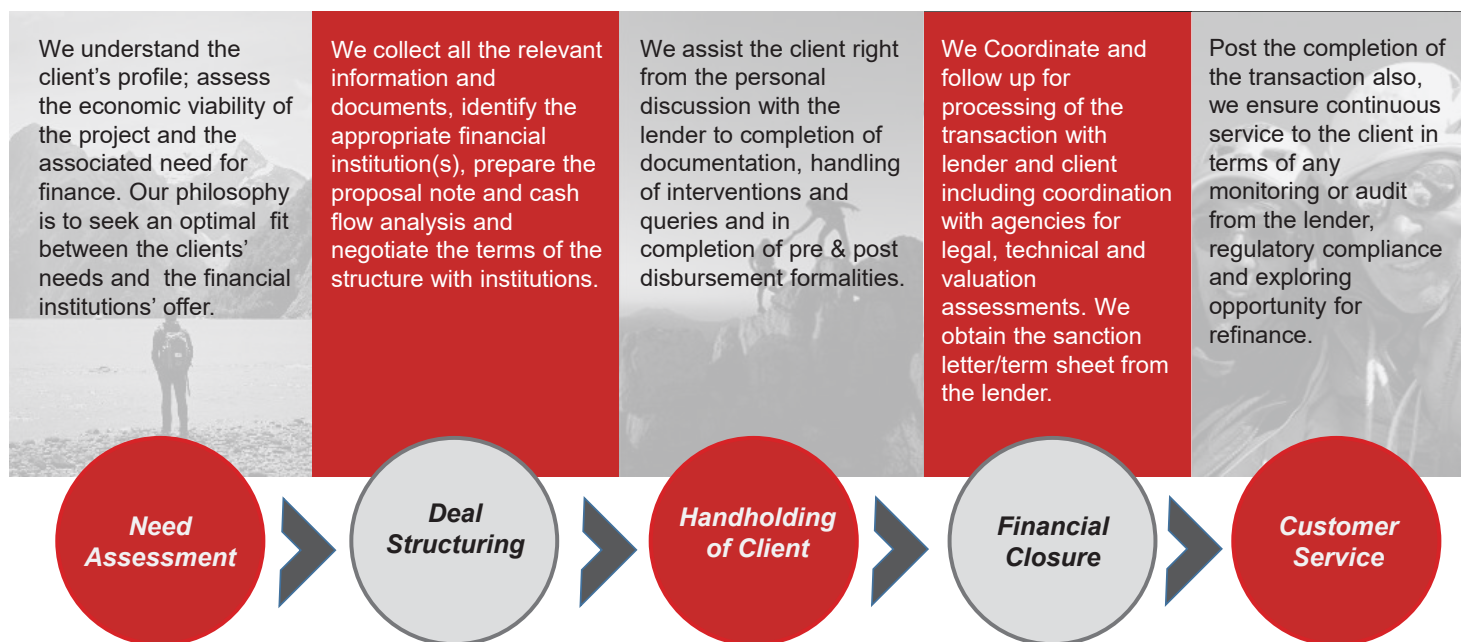 We understand the
client’s profile; assess
the economic viability of
the project and the
associated need for
finance. Our philosophy
is to seek an optimal  fit
between the clients’
needs and  the financial
institutions’ offer.
We collect all the relevant
information and
documents, identify the
appropriate financial
institution(s), prepare the
proposal note and cash
flow analysis and
negotiate the terms of the
structure with institutions.
We assist the client right
from the personal
discussion with the
lender to completion of
documentation, handling
of interventions and
queries and in
completion of pre & post
disbursement formalities.
We Coordinate and
follow up for
processing of the
transaction with
lender and client
including coordination
with agencies for
legal, technical and
valuation
assessments. We
obtain the sanction
letter/term sheet from
the lender.
Post the completion of
the transaction also,
we ensure continuous
service to the client in
terms of any
monitoring or audit
from the lender,
regulatory compliance
and exploring
opportunity for
refinance.
Need
Assessment
Deal
Structuring
Handholding
of Client
Financial
Closure
Customer
Service